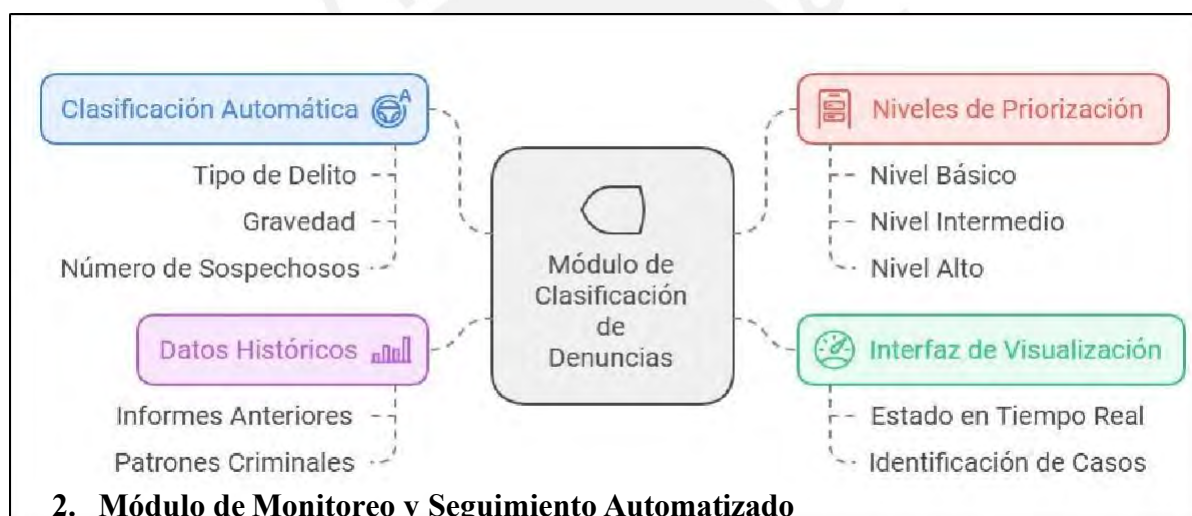 Clasificación Automática
Tipo de Delito
Gravedad
Número de Sospechosos
Datos Históricos
Informes Anteriores
Patrones Criminales
Módulo de
Clasificación
de
Denuncias
Niveles de Priorización
Nivel Básico
Nivel Intermedio
Nivel Alto
Interfaz de Visualización
Estado en Tiempo Real
Identificación de Casos
2. Módulo de Monitoreo y Seguimiento Automatizado